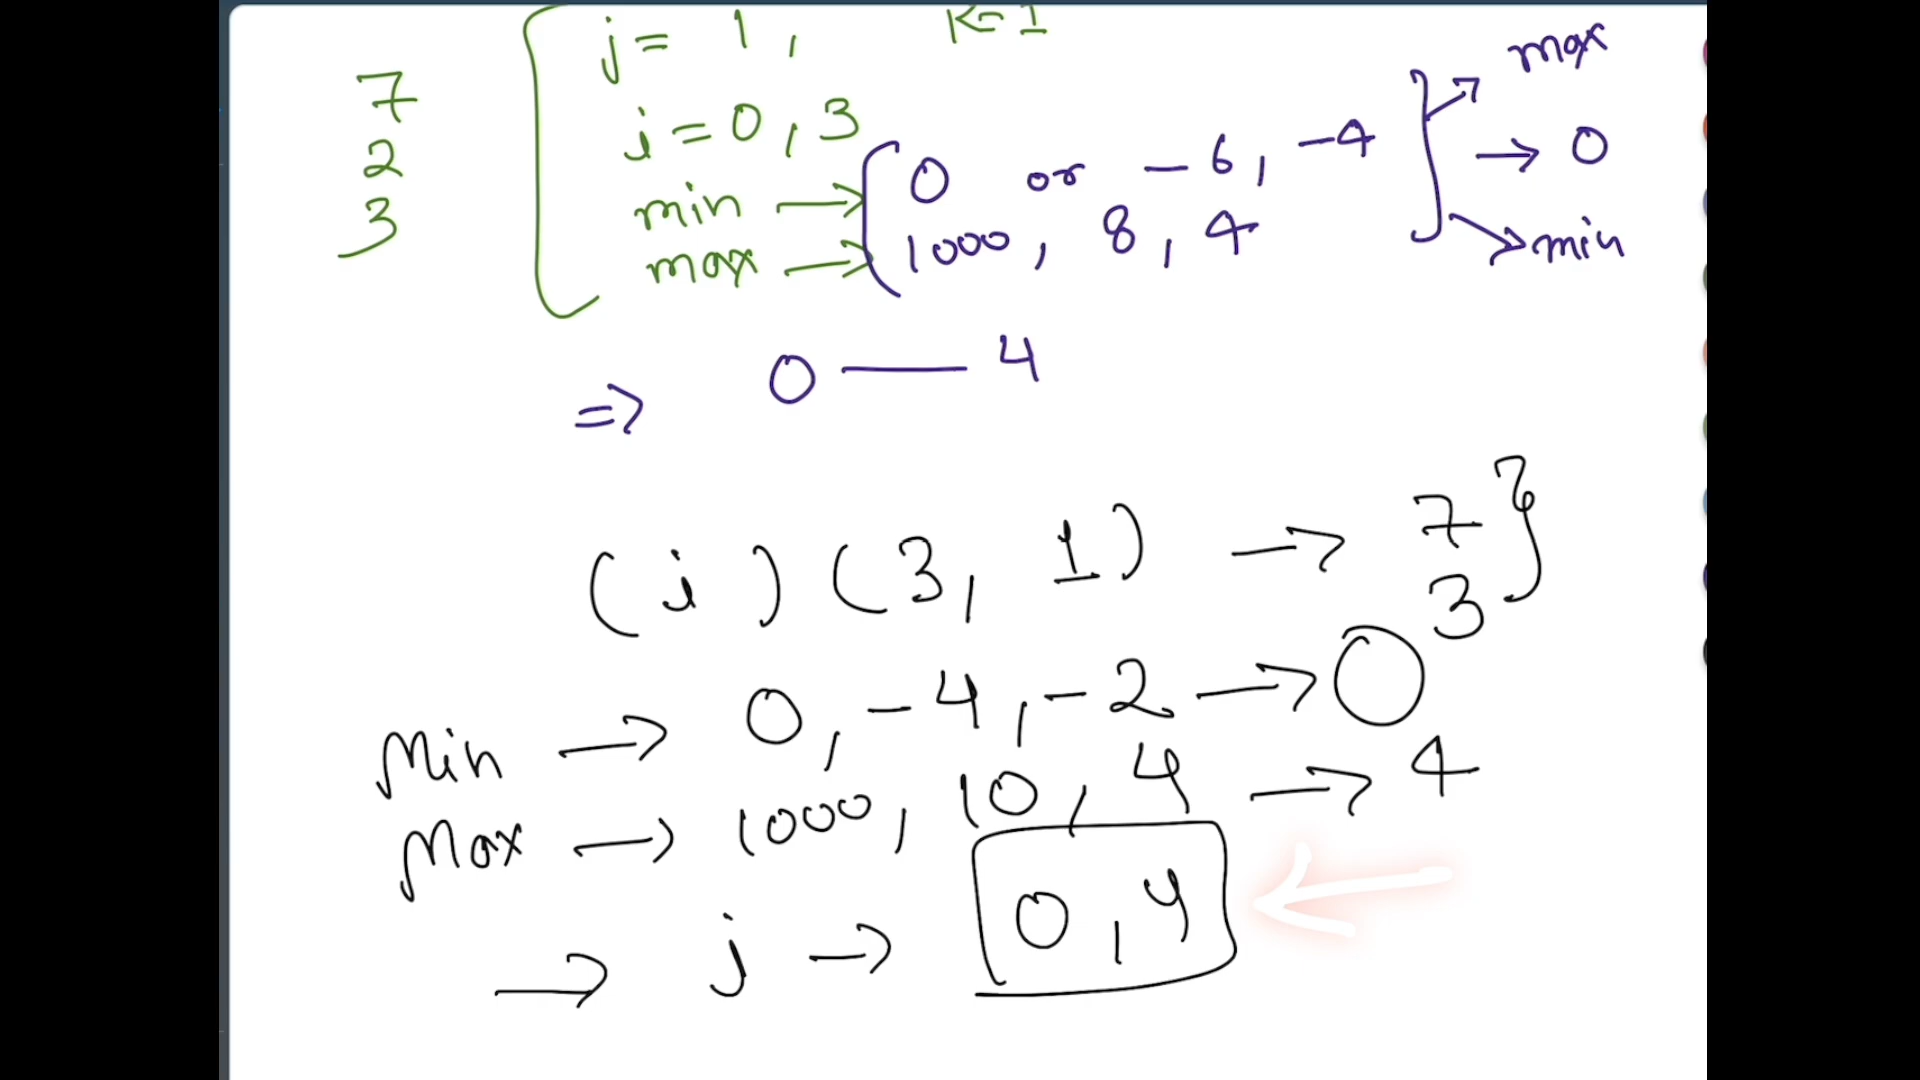 j = 1, K=1
7
2
3
i = 0, 3
min → 0 or -6, -4
max → 1000, 8, 4
→ max
→ 0
→ min
=> 0 — 4
(i) (3, 1) → 7
3
Min → 0, -4, -2 → 0
Max → 1000, 10, 4 → 4
→ j → 0, 4